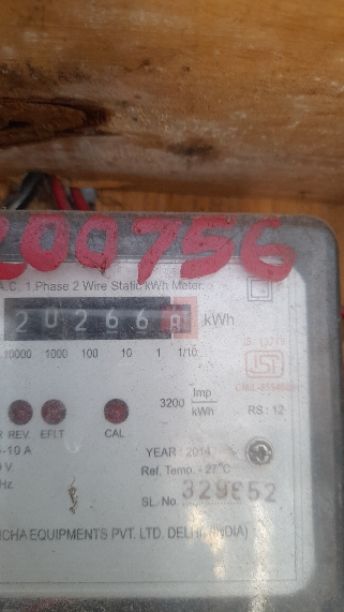 200756
A.C. 1 Phase 2 Wire Static kWh Meter
2 0 2 6 6 kWh
10000 1000 100 10 1 1/10
3200 Imp/kWh
RS: 12
REV. EFLT CAL
-10 A
YEAR : 2014
V
Ref. Temp. -27°C
Hz
SL. No. 329652
CHA EQUIPMENTS PVT. LTD. DELHI (INDIA)